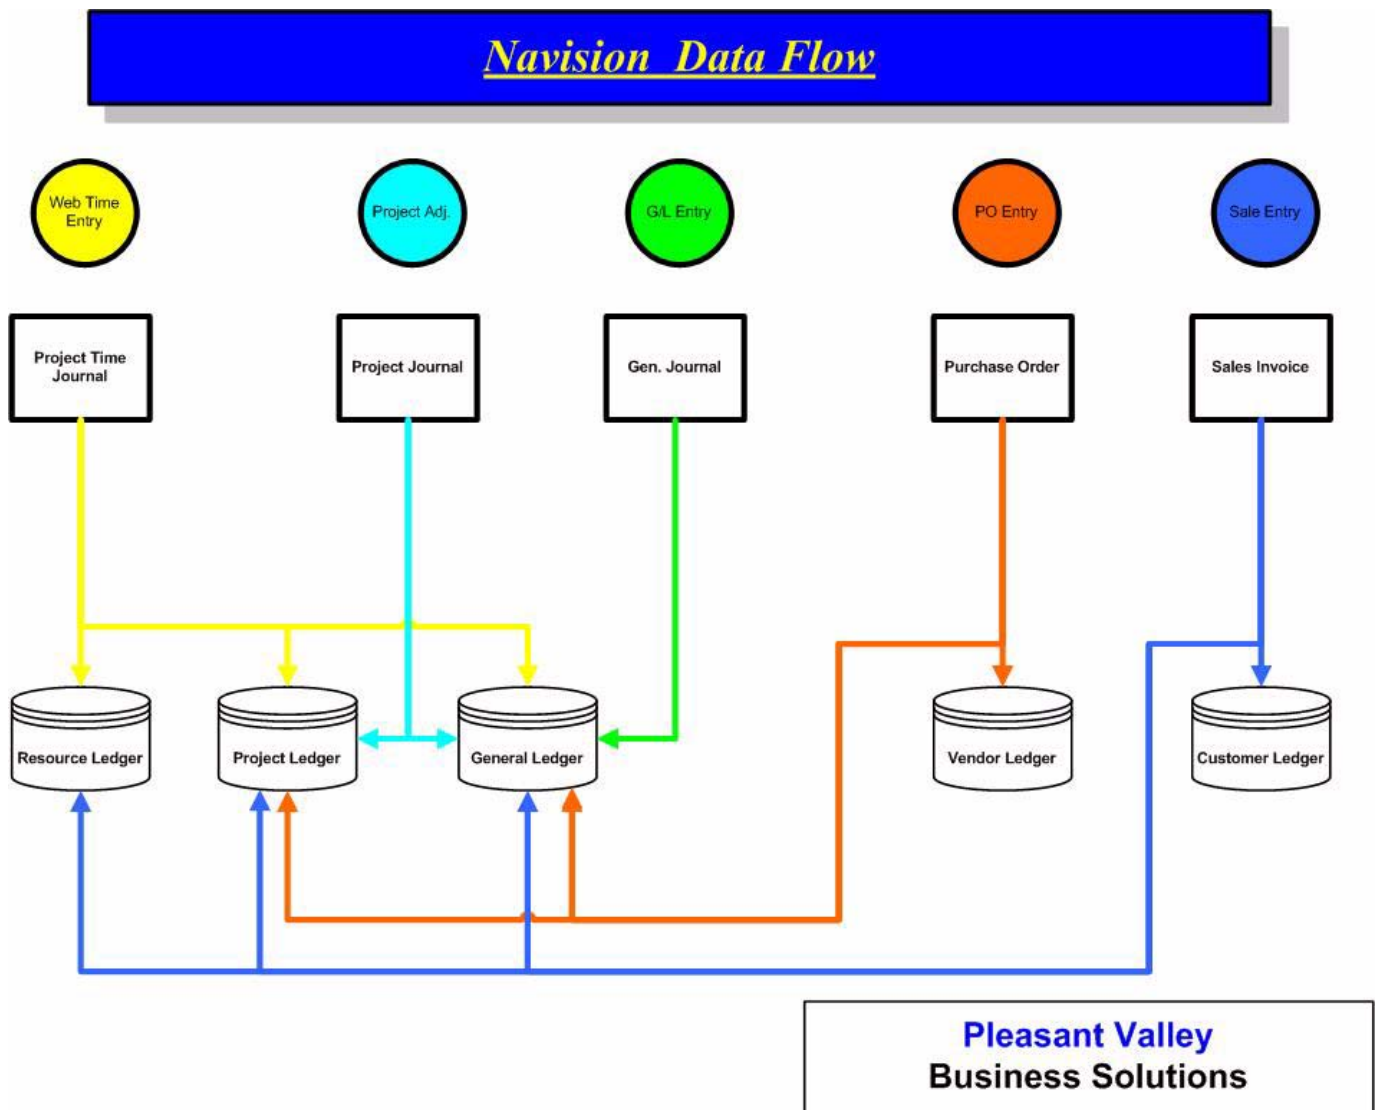 Navision Data Flow
Web Time
Entry
Project Adj.
G/L Entry
PO Entry
Sale Entry
Project Time
Journal
Project Journal
Gen. Journal
Purchase Order
Sales Invoice
Resource Ledger
Project Ledger
General Ledger
Vendor Ledger
Customer Ledger
Pleasant Valley
Business Solutions